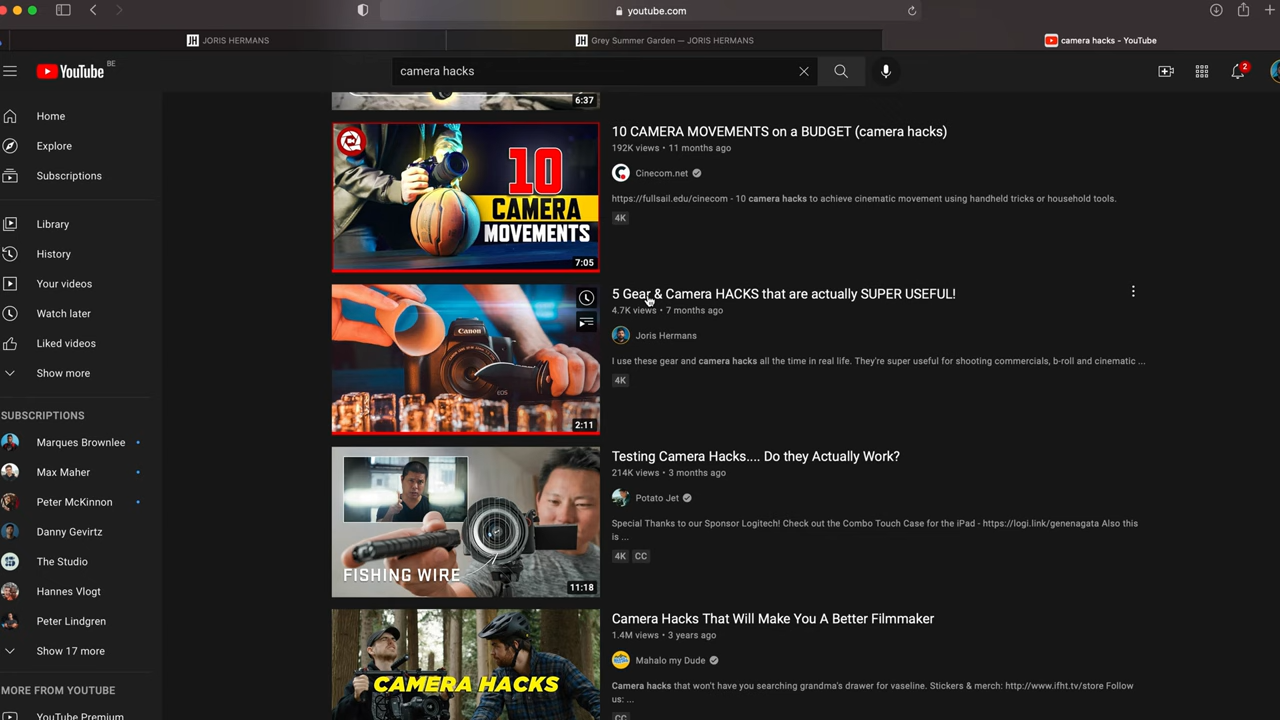 youtube.com
JH JORIS HERMANS
JH Grey Summer Garden — JORIS HERMANS
camera hacks - YouTube
YouTube BE
camera hacks
2
Home
Explore
Subscriptions
Library
History
Your videos
Watch later
Liked videos
Show more
SUBSCRIPTIONS
Marques Brownlee
Max Maher
Peter McKinnon
Danny Gevirtz
The Studio
Hannes Vlogt
Peter Lindgren
Show 17 more
MORE FROM YOUTUBE
YouTube Premium
6:37
10
CAMERA
MOVEMENTS
7:05
10 CAMERA MOVEMENTS on a BUDGET (camera hacks)
192K views • 11 months ago
Cinecom.net
https://fullsail.edu/cinecom - 10 camera hacks to achieve cinematic movement using handheld tricks or household tools.
4K
Canon
EOS
2:11
5 Gear & Camera HACKS that are actually SUPER USEFUL!
4.7K views • 7 months ago
Joris Hermans
I use these gear and camera hacks all the time in real life. They're super useful for shooting commercials, b-roll and cinematic ...
4K
FISHING WIRE
11:18
Testing Camera Hacks.... Do they Actually Work?
214K views • 3 months ago
Potato Jet
Special Thanks to our Sponsor Logitech! Check out the Combo Touch Case for the iPad - https://logi.link/genenagata Also this
is ...
4K CC
CAMERA HACKS
Camera Hacks That Will Make You A Better Filmmaker
1.4M views • 3 years ago
Mahalo my Dude
Camera hacks that won't have you searching grandma's drawer for vaseline. Stickers & merch: http://www.ifht.tv/store Follow
us: ...
CC